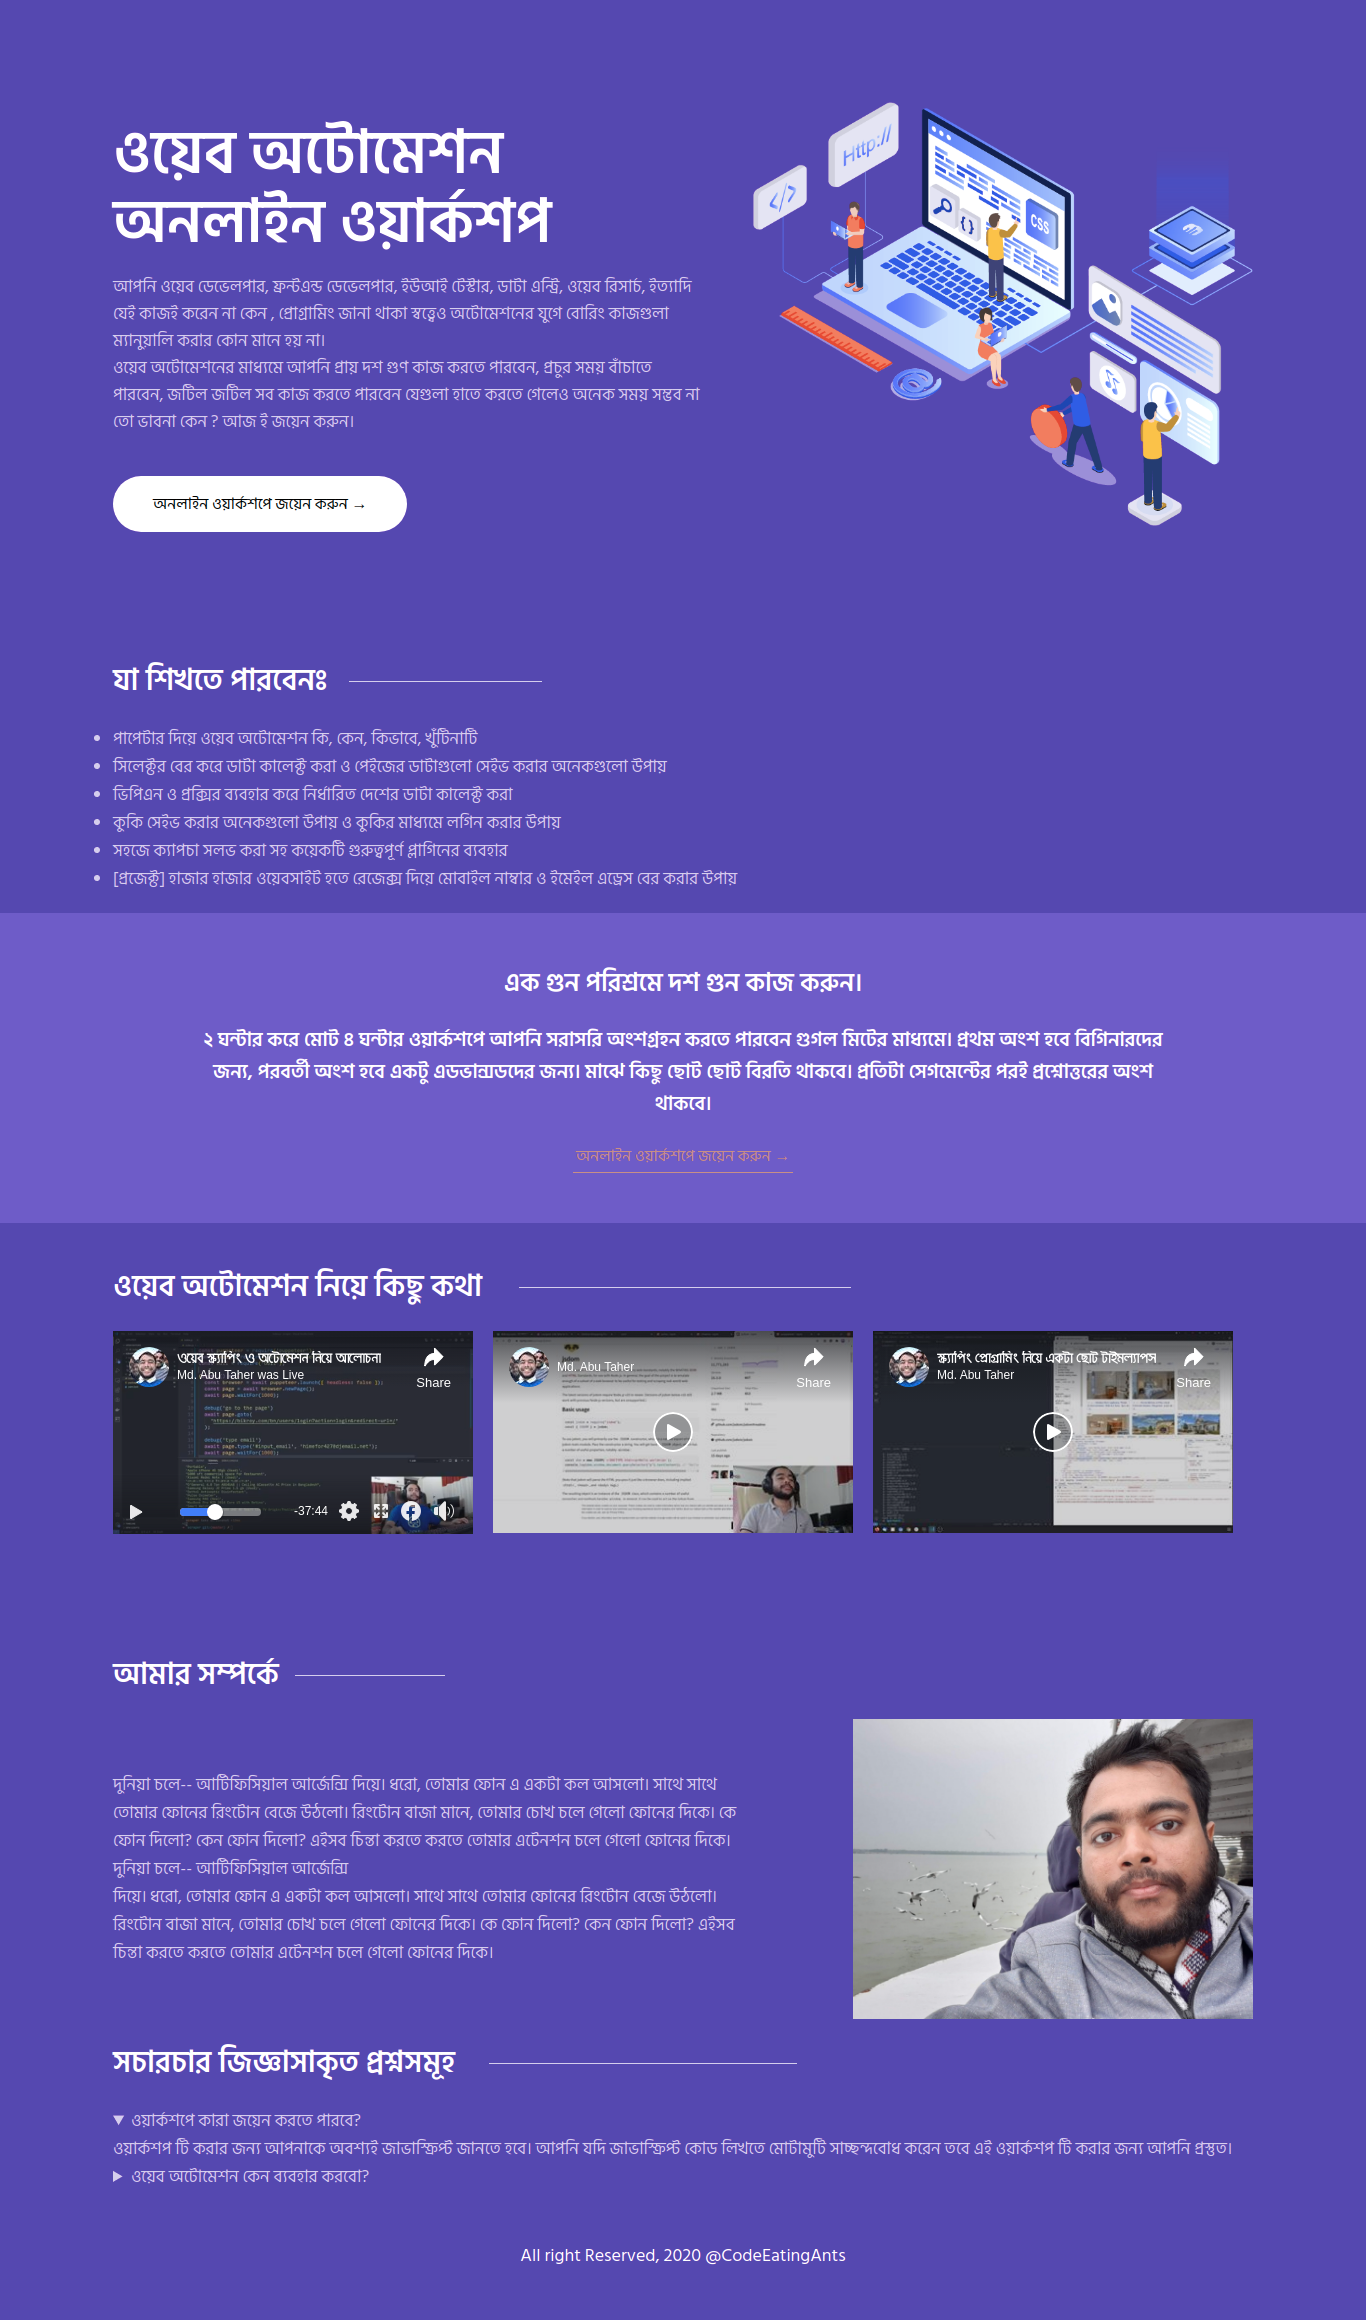 ওয়েব অটোমেশন
অনলাইন ওয়ার্কশপ
আপনি ওয়েব ডেভেলপার, ফ্রন্টএন্ড ডেভেলপার, ইউআই টেস্টার, ডাটা এন্ট্রি, ওয়েব রিসার্চ, ইত্যাদি
যেই কাজই করেন না কেন , প্রোগ্রামিং জানা থাকা স্বত্ত্বেও অটোমেশনের যুগে বোরিং কাজগুলা
ম্যানুয়ালি করার কোন মানে হয় না।
ওয়েব অটোমেশনের মাধ্যমে আপনি প্রায় দশ গুণ কাজ করতে পারবেন, প্রচুর সময় বাঁচাতে
পারবেন, জটিল জটিল সব কাজ করতে পারবেন যেগুলা হাতে করতে গেলেও অনেক সময় সম্ভব না
তো ভাবনা কেন ? আজ ই জয়েন করুন।
Http://
</>
CSS
{ }
অনলাইন ওয়ার্কশপে জয়েন করুন →
যা শিখতে পারবেনঃ
• পাপেটার দিয়ে ওয়েব অটোমেশন কি, কেন, কিভাবে, খুঁটিনাটি
• সিলেক্টর বের করে ডাটা কালেক্ট করা ও পেইজের ডাটাগুলো সেইভ করার অনেকগুলো উপায়
• ভিপিএন ও প্রক্সির ব্যবহার করে নির্ধারিত দেশের ডাটা কালেক্ট করা
• কুকি সেইভ করার অনেকগুলো উপায় ও কুকির মাধ্যমে লগিন করার উপায়
• সহজে ক্যাপচা সলভ করা সহ কয়েকটি গুরুত্বপূর্ণ প্লাগিনের ব্যবহার
• [প্রজেক্ট] হাজার হাজার ওয়েবসাইট হতে রেজেক্স দিয়ে মোবাইল নাম্বার ও ইমেইল এড্রেস বের করার উপায়
এক গুন পরিশ্রমে দশ গুন কাজ করুন।
২ ঘন্টার করে মোট ৪ ঘন্টার ওয়ার্কশপে আপনি সরাসরি অংশগ্রহন করতে পারবেন গুগল মিটের মাধ্যমে। প্রথম অংশ হবে বিগিনারদের
জন্য, পরবর্তী অংশ হবে একটু এডভান্সডদের জন্য। মাঝে কিছু ছোট ছোট বিরতি থাকবে। প্রতিটা সেগমেন্টের পরই প্রশ্নোত্তরের অংশ
থাকবে।
অনলাইন ওয়ার্কশপে জয়েন করুন →
ওয়েব অটোমেশন নিয়ে কিছু কথা
ওয়েব স্ক্র্যাপিং ও অটোমেশন নিয়ে আলোচনা
Md. Abu Taher was Live
Share
-37:44
Md. Abu Taher
Share
Basic usage
স্ক্র্যাপিং প্রোগ্রামিং নিয়ে একটা ছোট টাইমল্যাপস
Md. Abu Taher
Share
আমার সম্পর্কে
দুনিয়া চলে-- আর্টিফিসিয়াল আর্জেন্সি দিয়ে। ধরো, তোমার ফোন এ একটা কল আসলো। সাথে সাথে
তোমার ফোনের রিংটোন বেজে উঠলো। রিংটোন বাজা মানে, তোমার চোখ চলে গেলো ফোনের দিকে। কে
ফোন দিলো? কেন ফোন দিলো? এইসব চিন্তা করতে করতে তোমার এটেনশন চলে গেলো ফোনের দিকে।
দুনিয়া চলে-- আর্টিফিসিয়াল আর্জেন্সি
দিয়ে। ধরো, তোমার ফোন এ একটা কল আসলো। সাথে সাথে তোমার ফোনের রিংটোন বেজে উঠলো।
রিংটোন বাজা মানে, তোমার চোখ চলে গেলো ফোনের দিকে। কে ফোন দিলো? কেন ফোন দিলো? এইসব
চিন্তা করতে করতে তোমার এটেনশন চলে গেলো ফোনের দিকে।
সচারচার জিজ্ঞাসাকৃত প্রশ্নসমূহ
▼ ওয়ার্কশপে কারা জয়েন করতে পারবে?
ওয়ার্কশপ টি করার জন্য আপনাকে অবশ্যই জাভাস্ক্রিপ্ট জানতে হবে। আপনি যদি জাভাস্ক্রিপ্ট কোড লিখতে মোটামুটি সাচ্ছন্দবোধ করেন তবে এই ওয়ার্কশপ টি করার জন্য আপনি প্রস্তুত।
▶ ওয়েব অটোমেশন কেন ব্যবহার করবো?
All right Reserved, 2020 @CodeEatingAnts